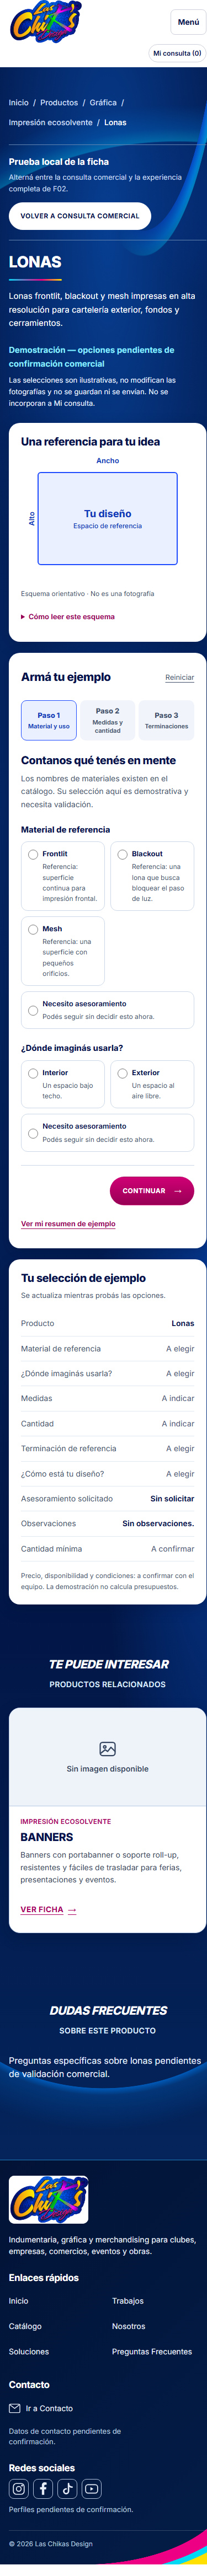 Las
Chikas
Design
Menú
Mi consulta (0)
Inicio / Productos / Gráfica /
Impresión ecosolvente / Lonas
Prueba local de la ficha
Alterná entre la consulta comercial y la experiencia
completa de F02.
VOLVER A CONSULTA COMERCIAL
LONAS
Lonas frontlit, blackout y mesh impresas en alta
resolución para cartelería exterior, fondos y
cerramientos.
Demostración — opciones pendientes de
confirmación comercial
Las selecciones son ilustrativas, no modifican las
fotografías y no se guardan ni se envían. No se
incorporan a Mi consulta.
Una referencia para tu idea
Ancho
Alto
Tu diseño
Espacio de referencia
Esquema orientativo · No es una fotografía
Cómo leer este esquema
Armá tu ejemplo
Reiniciar
Paso 1
Material y uso
Paso 2
Medidas y
cantidad
Paso 3
Terminaciones
Contanos qué tenés en mente
Los nombres de materiales existen en el
catálogo. Su selección aquí es demostrativa y
necesita validación.
Material de referencia
Frontlit
Referencia:
superficie
continua para
impresión frontal.
Blackout
Referencia: una
lona que busca
bloquear el paso
de luz.
Mesh
Referencia: una
superficie con
pequeños
orificios.
Necesito asesoramiento
Podés seguir sin decidir esto ahora.
¿Dónde imaginás usarla?
Interior
Un espacio bajo
techo.
Exterior
Un espacio al
aire libre.
Necesito asesoramiento
Podés seguir sin decidir esto ahora.
CONTINUAR →
Ver mi resumen de ejemplo
Tu selección de ejemplo
Se actualiza mientras probás las opciones.
Producto Lonas
Material de referencia A elegir
¿Dónde imaginás usarla? A elegir
Medidas A indicar
Cantidad A indicar
Terminación de referencia A elegir
¿Cómo está tu diseño? A elegir
Asesoramiento solicitado Sin solicitar
Observaciones Sin observaciones.
Cantidad mínima A confirmar
Precio, disponibilidad y condiciones: a confirmar con el
equipo. La demostración no calcula presupuestos.
TE PUEDE INTERESAR
PRODUCTOS RELACIONADOS
Sin imagen disponible
IMPRESIÓN ECOSOLVENTE
BANNERS
Banners con portabanner o soporte roll-up,
resistentes y fáciles de trasladar para ferias,
presentaciones y eventos.
VER FICHA →
DUDAS FRECUENTES
SOBRE ESTE PRODUCTO
Preguntas específicas sobre lonas pendientes
de validación comercial.
Las
Chikas
Design
Indumentaria, gráfica y merchandising para clubes,
empresas, comercios, eventos y obras.
Enlaces rápidos
Inicio
Trabajos
Catálogo
Nosotros
Soluciones
Preguntas Frecuentes
Contacto
Ir a Contacto
Datos de contacto pendientes de
confirmación.
Redes sociales
Perfiles pendientes de confirmación.
© 2026 Las Chikas Design